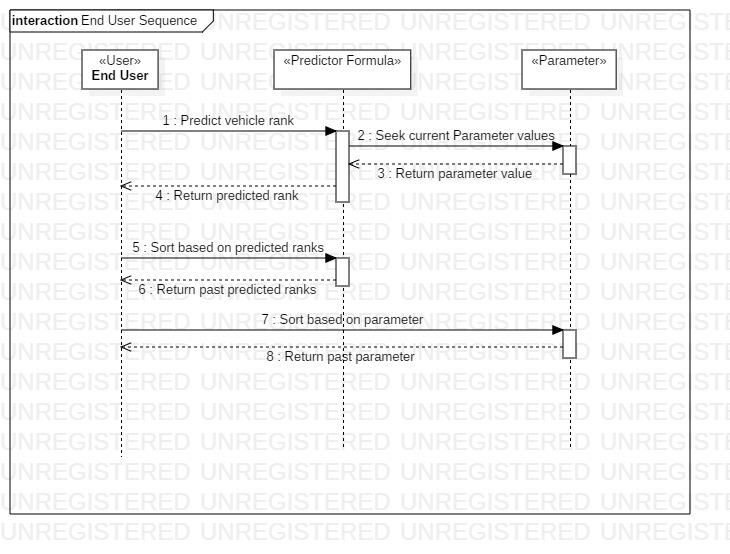 interaction End User Sequence
«User»
End User
«Predictor Formula»
«Parameter»
1 : Predict vehicle rank
2 : Seek current Parameter values
3 : Return parameter value
4 : Return predicted rank
5 : Sort based on predicted ranks
6 : Return past predicted ranks
7 : Sort based on parameter
8 : Return past parameter
UNREGISTERED